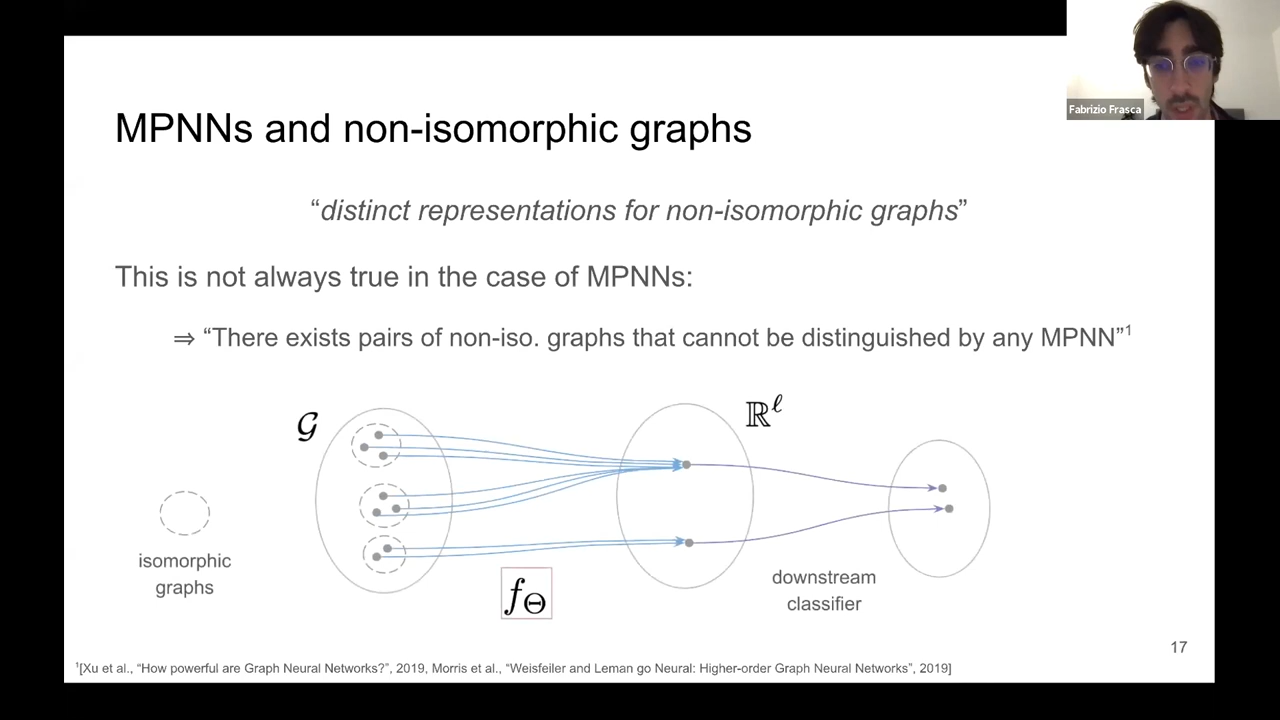 Fabrizio Frasca
MPNNs and non-isomorphic graphs
“distinct representations for non-isomorphic graphs”
This is not always true in the case of MPNNs:
⇒ “There exists pairs of non-iso. graphs that cannot be distinguished by any MPNN”¹
𝒢
ℝ^ℓ
isomorphic
graphs
f_Θ
downstream
classifier
17
¹[Xu et al., “How powerful are Graph Neural Networks?”, 2019, Morris et al., “Weisfeiler and Leman go Neural: Higher-order Graph Neural Networks”, 2019]